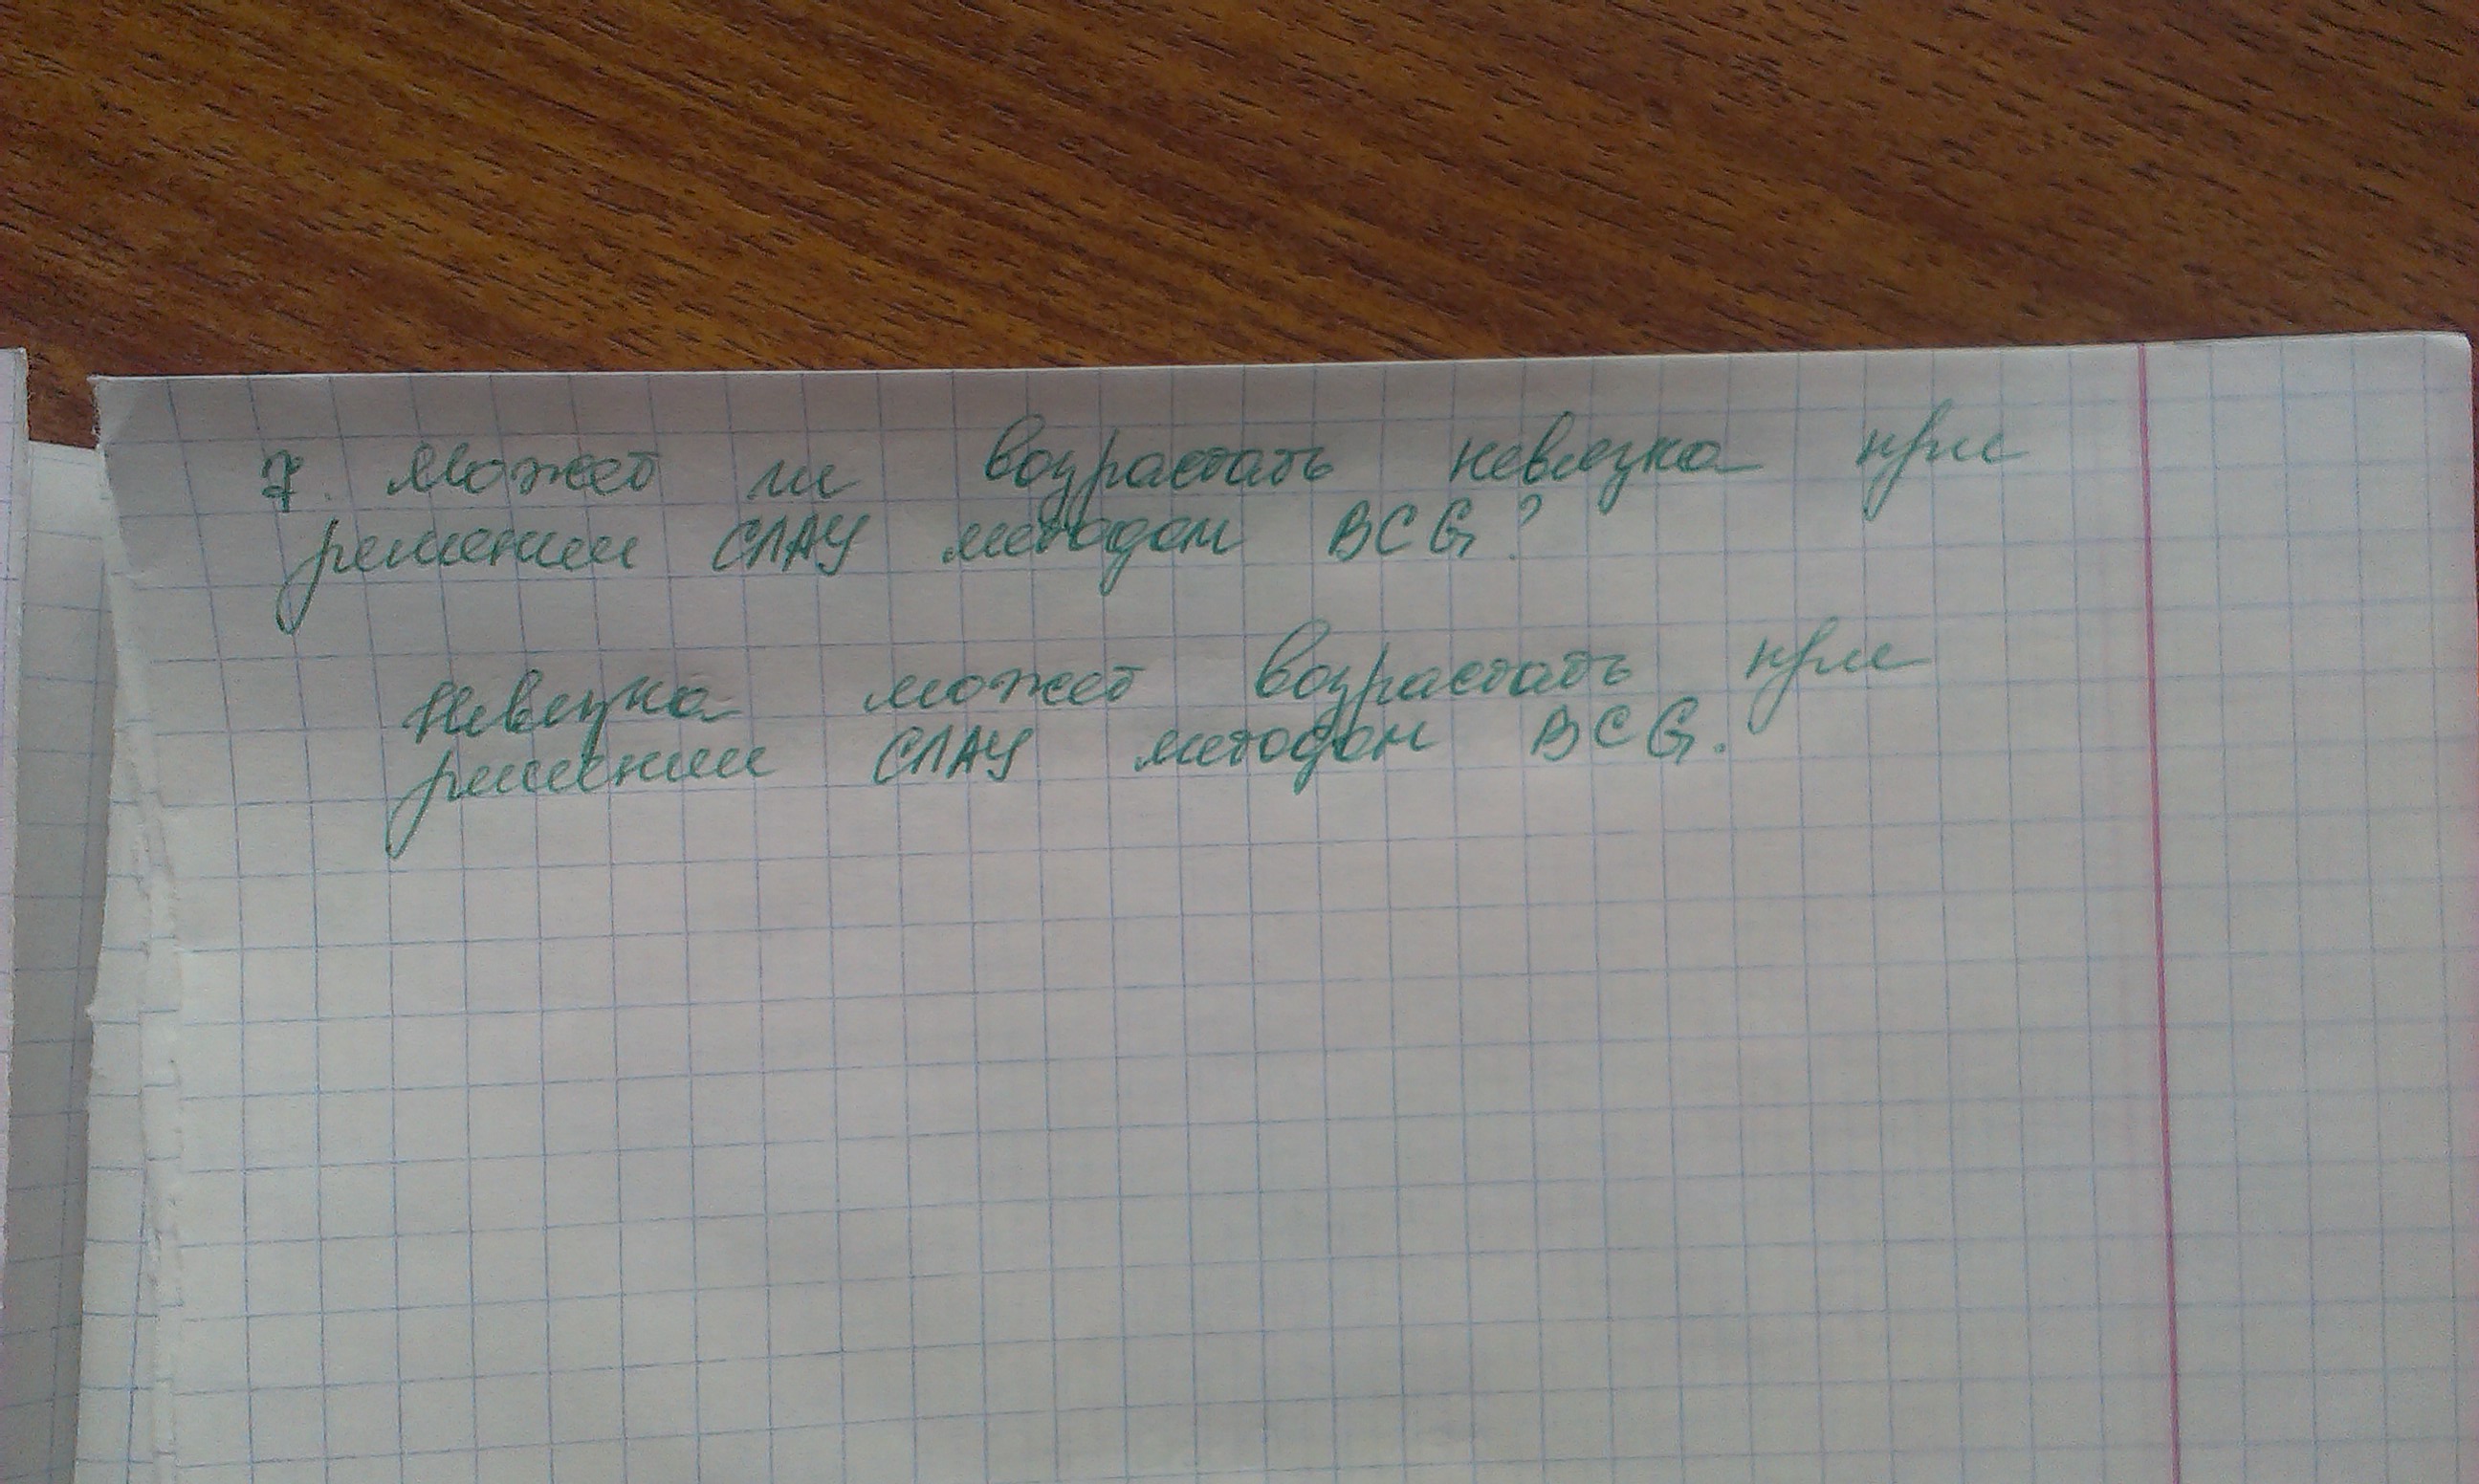 7. Может ли возрастать невязка при
решении СЛАУ методом BCG?
Невязка может возрастать при
решении СЛАУ методом BCG.